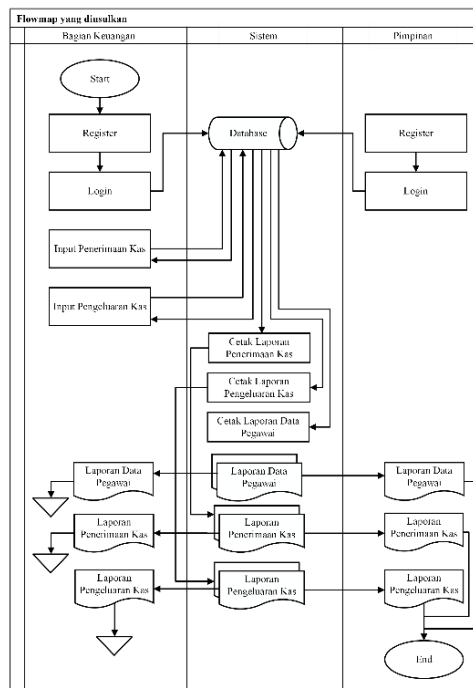 Flowmap yang diusulkan
Bagian Keuangan
Sistem
Pimpinan
Start
Register
Database
Register
Login
Login
Input Penerimaan Kas
Input Pengeluaran Kas
Cetak Laporan
Penerimaan Kas
Cetak Laporan
Pengeluaran Kas
Cetak Laporan Data
Pegawai
Laporan Data
Pegawai
Laporan Data
Pegawai
Laporan Data
Pegawai
Laporan
Penerimaan Kas
Laporan
Penerimaan Kas
Laporan
Penerimaan Kas
Laporan
Pengeluaran Kas
Laporan
Pengeluaran Kas
Laporan
Pengeluaran Kas
End